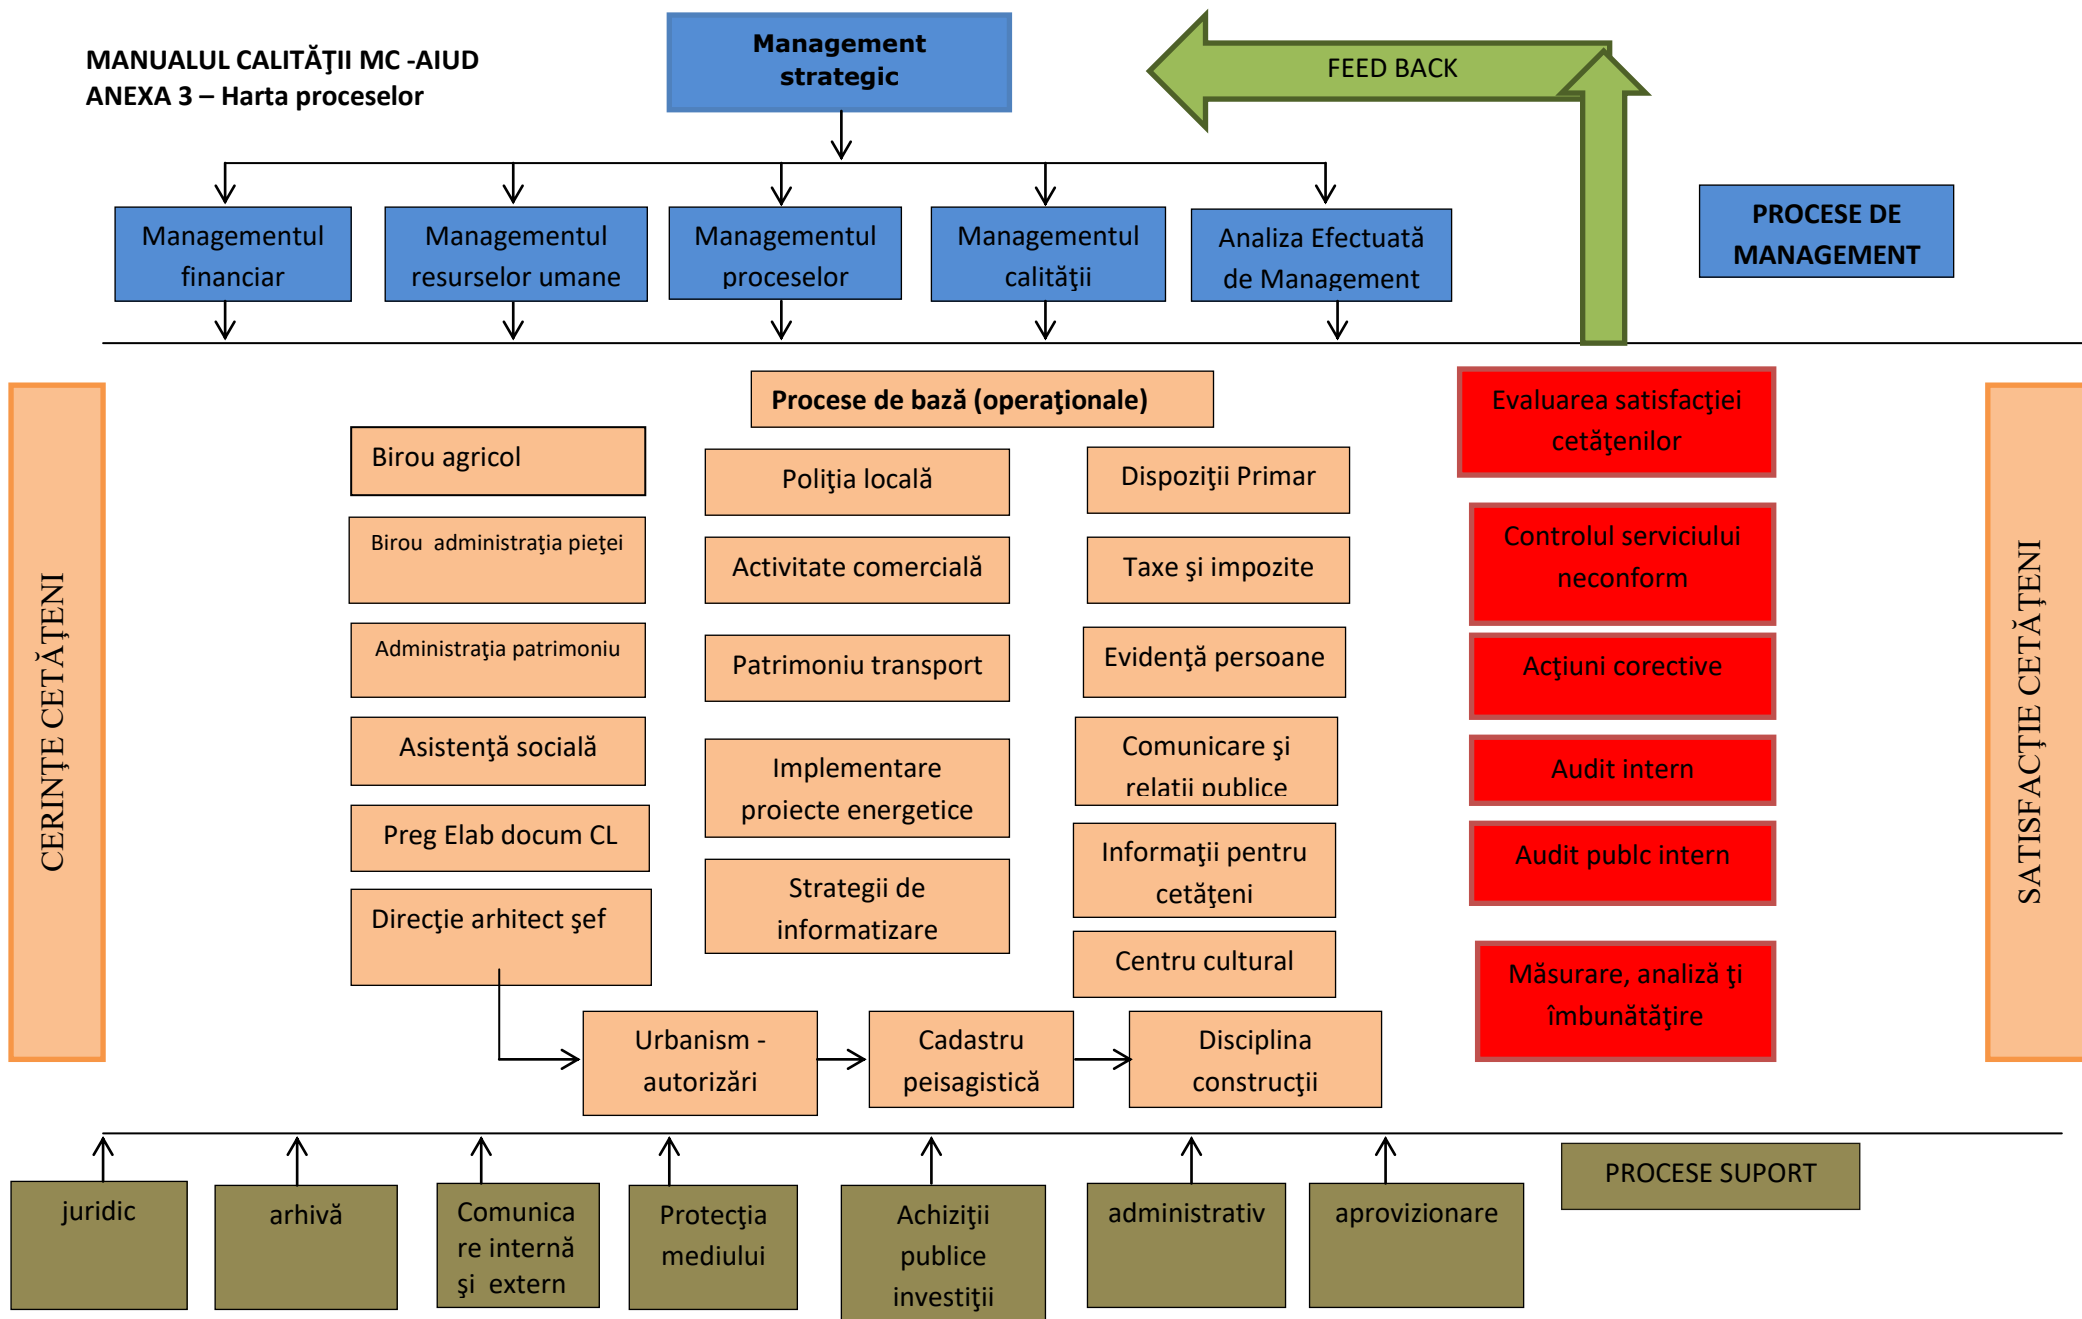 MANUALUL CALITĂŢII MC -AIUD
ANEXA 3 – Harta proceselor
Management
strategic
FEED BACK
Managementul
financiar
Managementul
resurselor umane
Managementul
proceselor
Managementul
calităţii
Analiza Efectuată
de Management
PROCESE DE
MANAGEMENT
CERINŢE CETĂŢENI
Procese de bază (operaţionale)
Birou agricol
Birou  administraţia pieţei
Administraţia patrimoniu
Asistenţă socială
Preg Elab docum CL
Direcţie arhitect şef
Poliţia locală
Activitate comercială
Patrimoniu transport
Implementare
proiecte energetice
Strategii de
informatizare
Dispoziţii Primar
Taxe şi impozite
Evidenţă persoane
Comunicare şi
relaţii publice
Informaţii pentru
cetăţeni
Centru cultural
Urbanism -
autorizări
Cadastru
peisagistică
Disciplina
construcţii
Evaluarea satisfacţiei
cetăţenilor
Controlul serviciului
neconform
Acţiuni corective
Audit intern
Audit publc intern
Măsurare, analiză ţi
îmbunătăţire
SATISFACŢIE CETĂŢENI
PROCESE SUPORT
juridic
arhivă
Comunica
re internă
şi  extern
Protecţia
mediului
Achiziţii
publice
investiţii
administrativ
aprovizionare